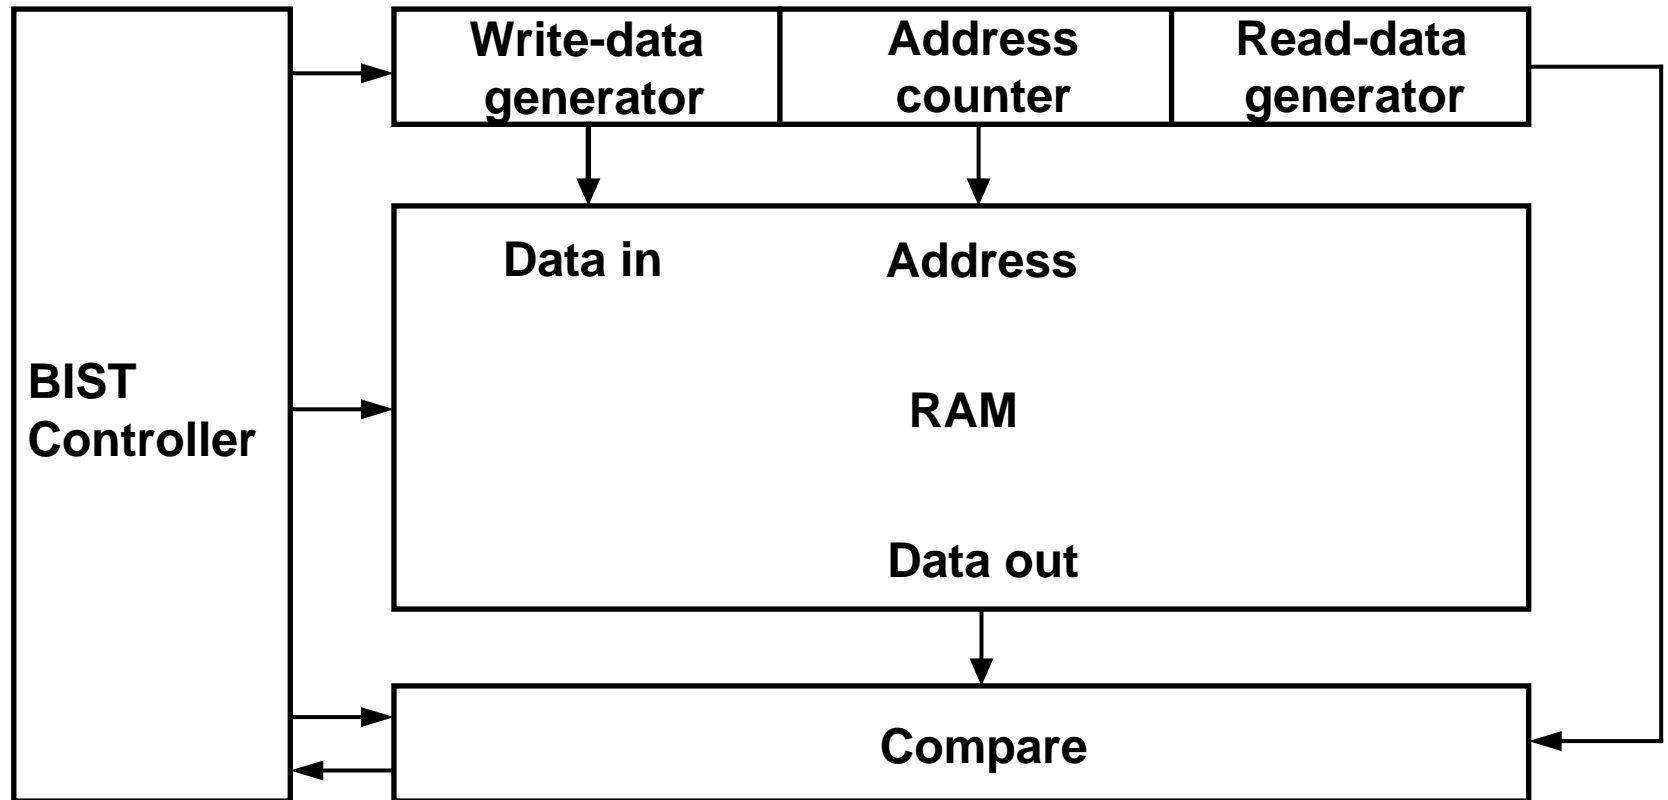 Write-data
generator
Address
counter
Read-data
generator
Data in
Address
BIST
Controller
RAM
Data out
Compare